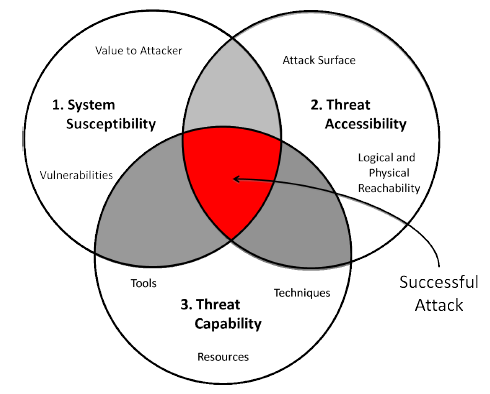 Value to Attacker
1. System
Susceptibility
Vulnerabilities
Attack Surface
2. Threat
Accessibility
Logical and
Physical
Reachability
Tools
3. Threat
Capability
Techniques
Resources
Successful
Attack